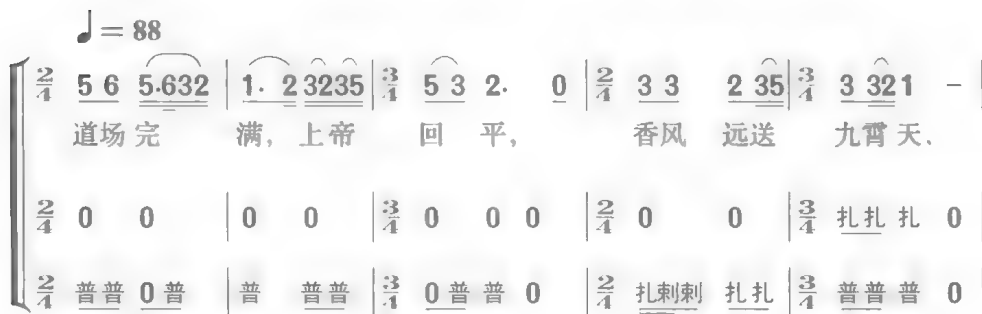 ♩= 88
2/4 5 6 5·632 | 1· 2 3235 | 3/4 5 3 2· 0 | 2/4 3 3 2 35 | 3/4 3 321 - |
道场完 满，上帝 回 平， 香风 远送 九霄天、
2/4 0 0 | 0 0 | 3/4 0 0 0 | 2/4 0 0 | 3/4 扎扎 扎 0
2/4 普普 0 普 | 普 普普 | 3/4 0 普 普 0 | 2/4 扎刺刺 扎扎 | 3/4 普普 普 0